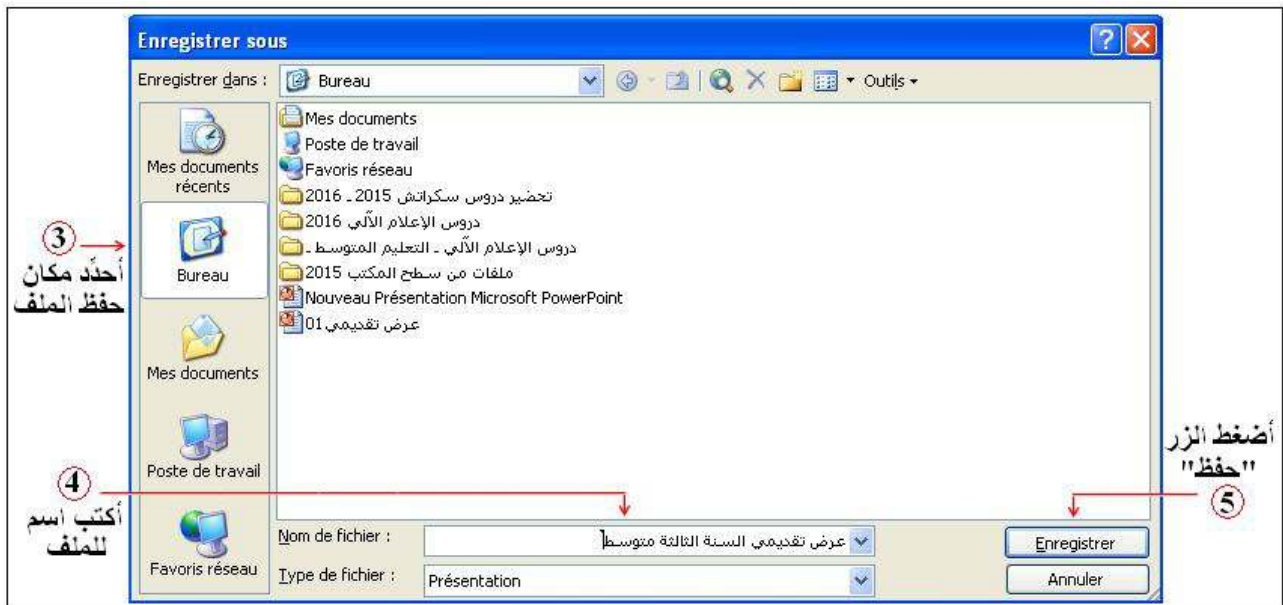 Enregistrer sous
Enregistrer dans :
Bureau
Outils
Mes documents récents
Bureau
Mes documents
Poste de travail
Favoris réseau
Mes documents
Poste de travail
Favoris réseau
تحضير دروس سكراتش 2015 ـ 2016
دروس الإعلام الآلي 2016
دروس الإعلام الآلي ـ التعليم المتوسط ـ
ملفات من سطح المكتب 2015
Nouveau Présentation Microsoft PowerPoint
عرض تقديمي01
Nom de fichier :
عرض تقديمي السنة الثالثة متوسط
Enregistrer
Type de fichier :
Présentation
Annuler
3
أحدِّد مكان
حفظ الملف
4
أكتب اسم
للملف
أضغط الزر
"حفظ"
5